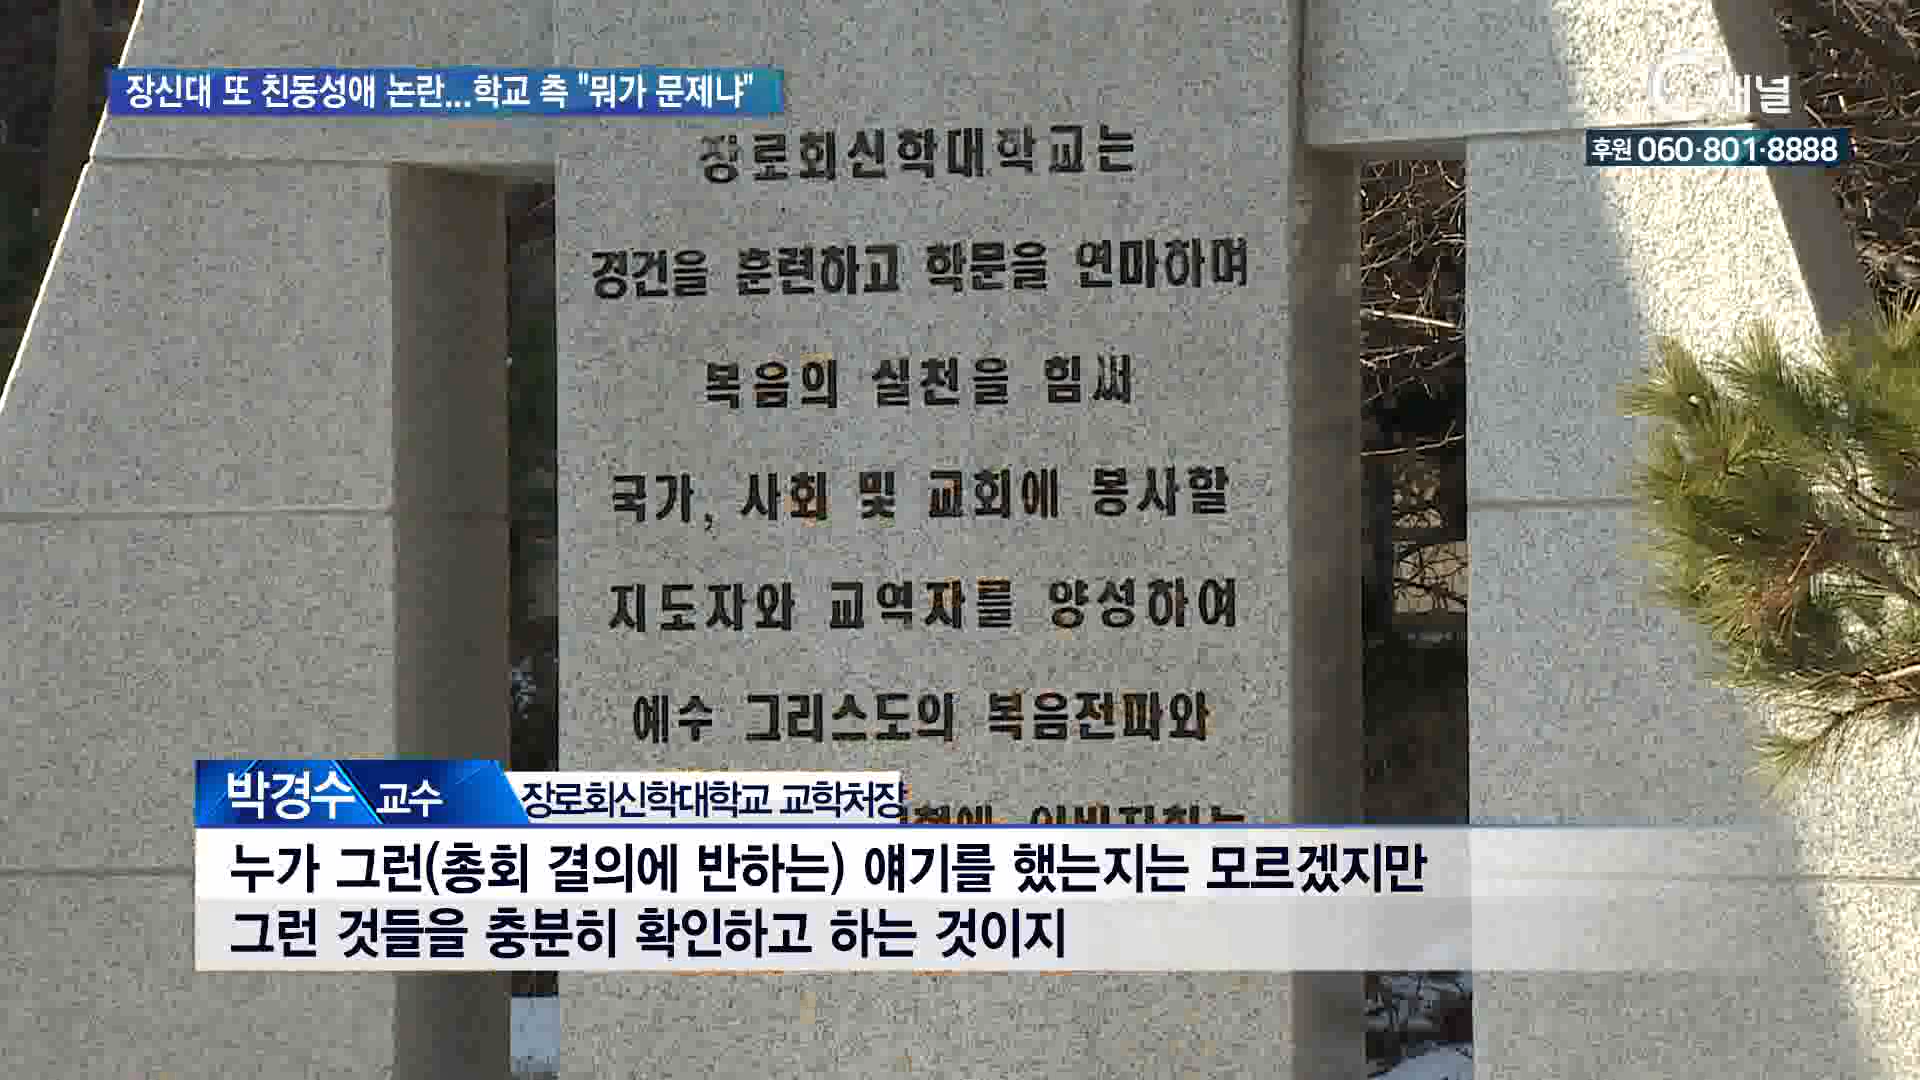 장신대 또 친동성애 논란...학교 측 "뭐가 문제냐"
C채널
후원 060·801·8888
장로회신학대학교는
경건을 훈련하고 학문을 연마하며
복음의 실천을 힘써
국가, 사회 및 교회에 봉사할
지도자와 교역자를 양성하여
예수 그리스도의 복음전파와
박경수 교수
장로회신학대학교 교학처장
누가 그런(총회 결의에 반하는) 얘기를 했는지는 모르겠지만
그런 것들을 충분히 확인하고 하는 것이지